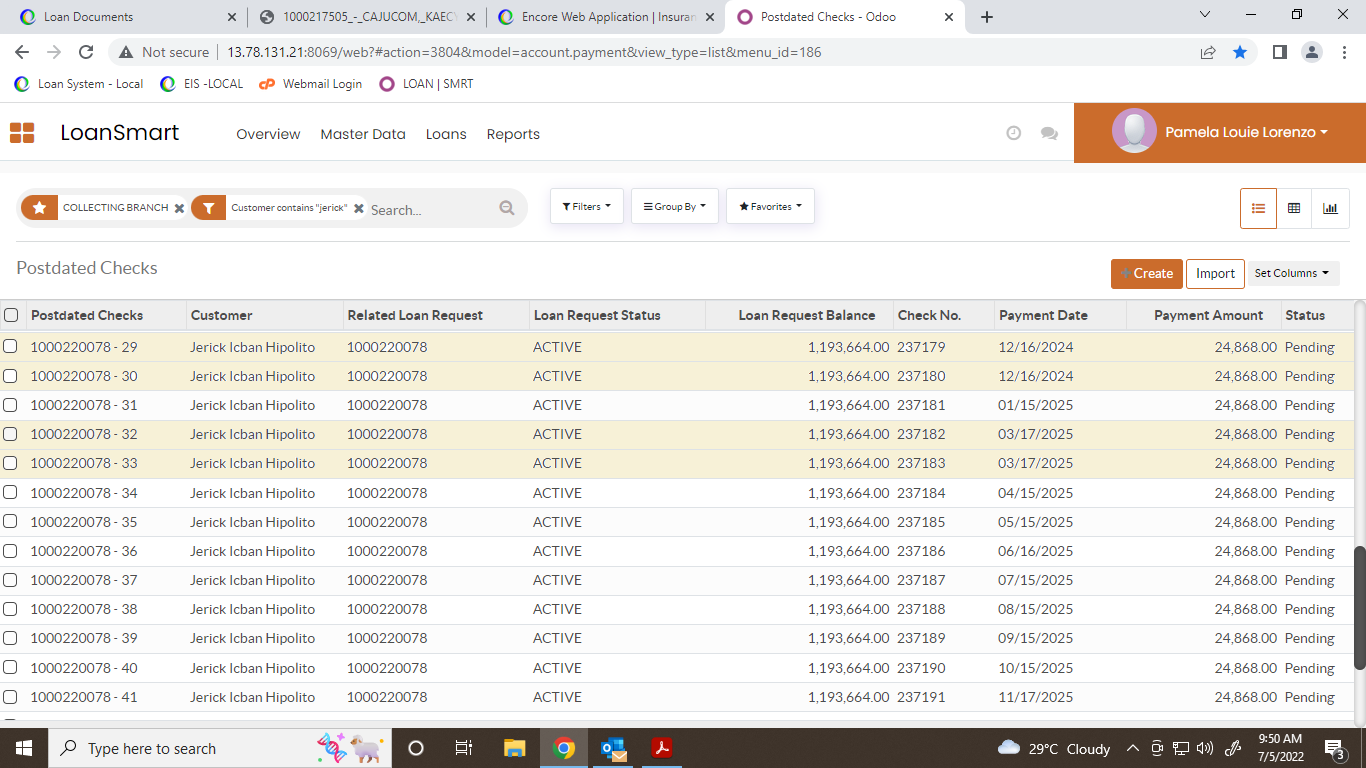 Loan Documents
1000217505_-_CAJUCOM,_KAECY
Encore Web Application | Insuran
Postdated Checks - Odoo
Not secure | 13.78.131.21:8069/web?#action=3804&model=account.payment&view_type=list&menu_id=186
Loan System - Local
EIS -LOCAL
Webmail Login
LOAN | SMRT
LoanSmart
Overview
Master Data
Loans
Reports
Pamela Louie Lorenzo
COLLECTING BRANCH
Customer contains "jerick"
Search...
Filters
Group By
Favorites
Postdated Checks
+ Create
Import
Set Columns
Postdated Checks Customer Related Loan Request Loan Request Status Loan Request Balance Check No. Payment Date Payment Amount Status
1000220078 - 29 Jerick Icban Hipolito 1000220078 ACTIVE 1,193,664.00 237179 12/16/2024 24,868.00 Pending
1000220078 - 30 Jerick Icban Hipolito 1000220078 ACTIVE 1,193,664.00 237180 12/16/2024 24,868.00 Pending
1000220078 - 31 Jerick Icban Hipolito 1000220078 ACTIVE 1,193,664.00 237181 01/15/2025 24,868.00 Pending
1000220078 - 32 Jerick Icban Hipolito 1000220078 ACTIVE 1,193,664.00 237182 03/17/2025 24,868.00 Pending
1000220078 - 33 Jerick Icban Hipolito 1000220078 ACTIVE 1,193,664.00 237183 03/17/2025 24,868.00 Pending
1000220078 - 34 Jerick Icban Hipolito 1000220078 ACTIVE 1,193,664.00 237184 04/15/2025 24,868.00 Pending
1000220078 - 35 Jerick Icban Hipolito 1000220078 ACTIVE 1,193,664.00 237185 05/15/2025 24,868.00 Pending
1000220078 - 36 Jerick Icban Hipolito 1000220078 ACTIVE 1,193,664.00 237186 06/16/2025 24,868.00 Pending
1000220078 - 37 Jerick Icban Hipolito 1000220078 ACTIVE 1,193,664.00 237187 07/15/2025 24,868.00 Pending
1000220078 - 38 Jerick Icban Hipolito 1000220078 ACTIVE 1,193,664.00 237188 08/15/2025 24,868.00 Pending
1000220078 - 39 Jerick Icban Hipolito 1000220078 ACTIVE 1,193,664.00 237189 09/15/2025 24,868.00 Pending
1000220078 - 40 Jerick Icban Hipolito 1000220078 ACTIVE 1,193,664.00 237190 10/15/2025 24,868.00 Pending
1000220078 - 41 Jerick Icban Hipolito 1000220078 ACTIVE 1,193,664.00 237191 11/17/2025 24,868.00 Pending
Type here to search
29°C Cloudy
9:50 AM
7/5/2022
3